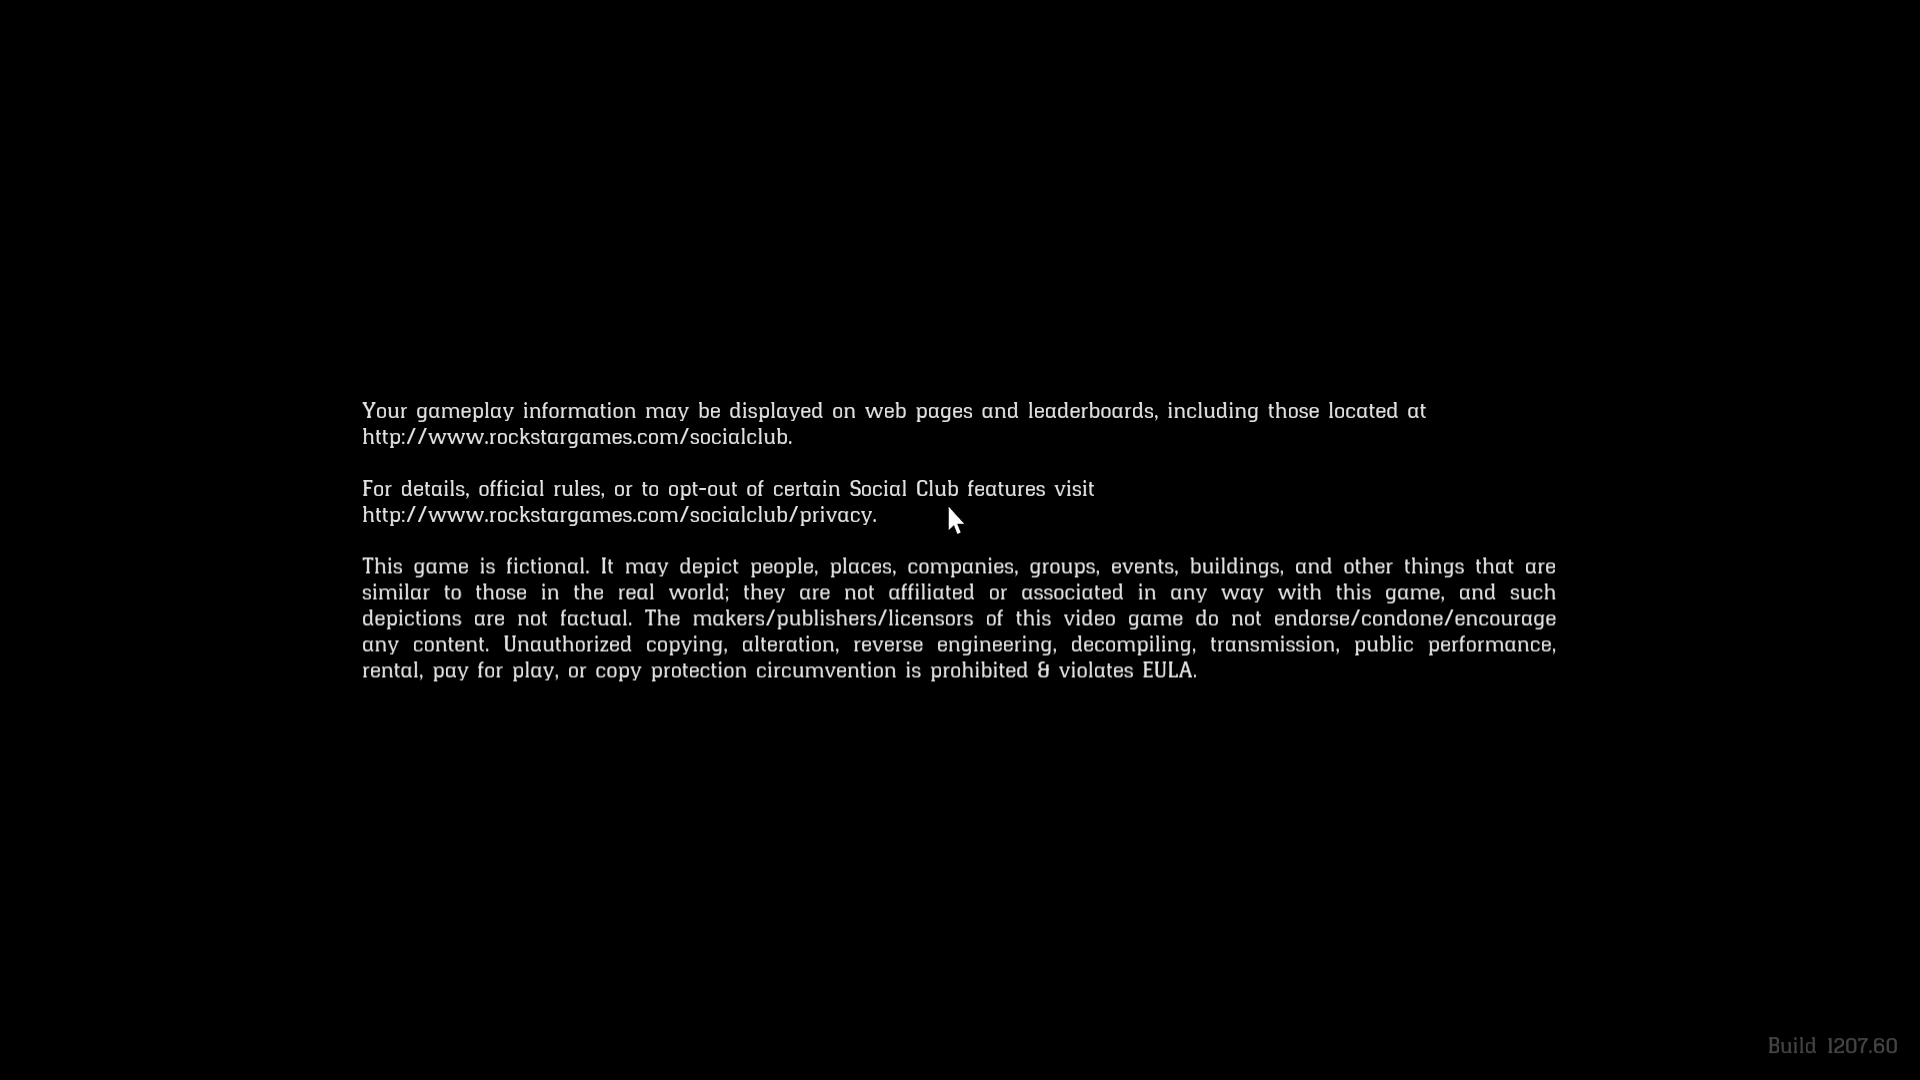 Your gameplay information may be displayed on web pages and leaderboards, including those located at
http://www.rockstargames.com/socialclub.
For details, official rules, or to opt-out of certain Social Club features visit
http://www.rockstargames.com/socialclub/privacy.
This game is fictional. It may depict people, places, companies, groups, events, buildings, and other things that are
similar to those in the real world; they are not affiliated or associated in any way with this game, and such
depictions are not factual. The makers/publishers/licensors of this video game do not endorse/condone/encourage
any content. Unauthorized copying, alteration, reverse engineering, decompiling, transmission, public performance,
rental, pay for play, or copy protection circumvention is prohibited & violates EULA.
Build 1207.60